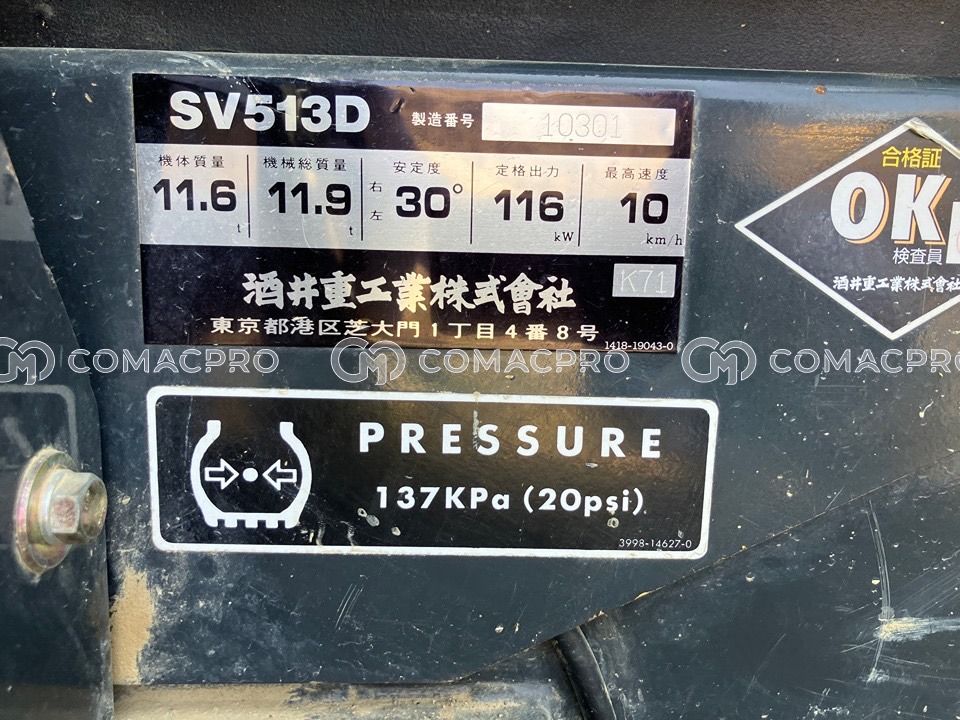 SV513D 製造番号 10301
機体質量 機械総質量 安定度 定格出力 最高速度
11.6 t 11.9 t 右左 30° 116 kW 10 km/h
酒井重工業株式會社 K71
東京都港区芝大門1丁目4番8号
1418-19043-0
合格証
OK
検査員
酒井重工業株式会社
COMACPRO COMACPRO COMACPRO
PRESSURE
137KPa (20psi)
3998-14627-0